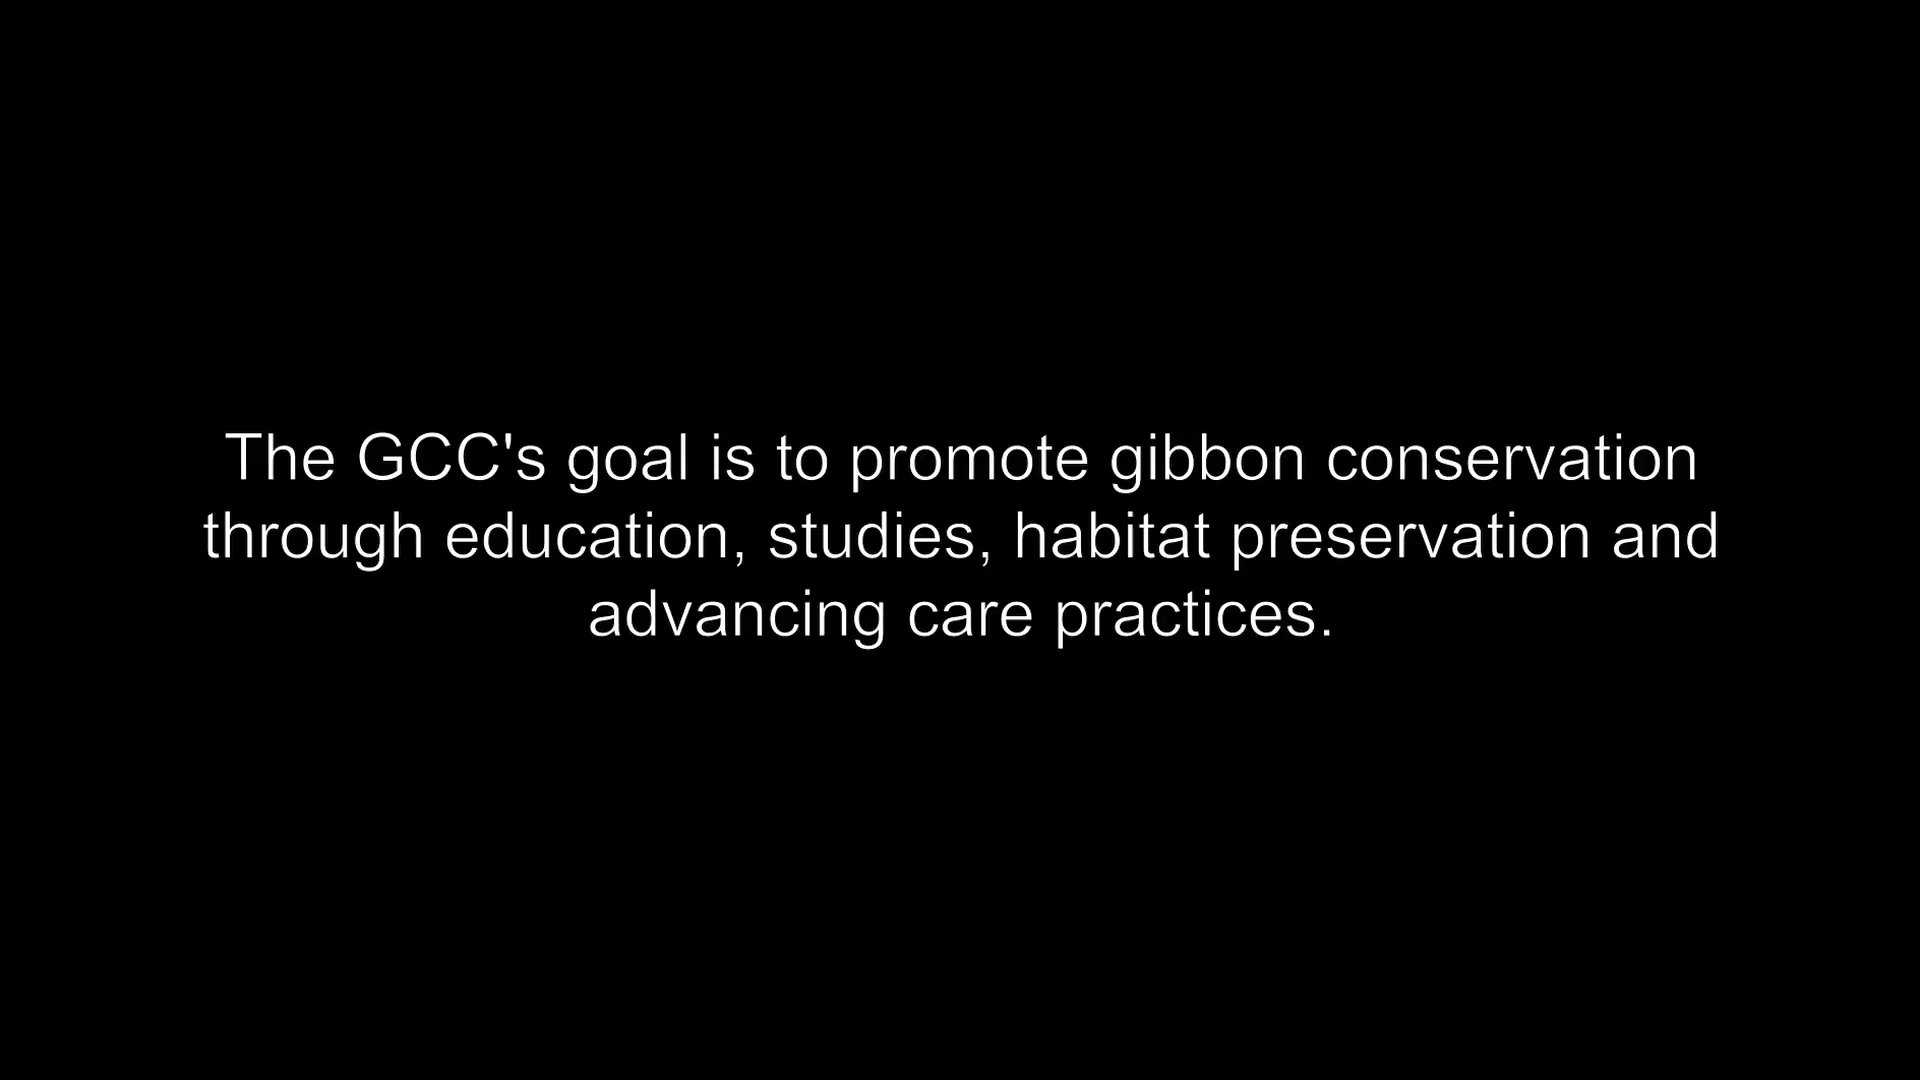 The GCC's goal is to promote gibbon conservation
through education, studies, habitat preservation and
advancing care practices.